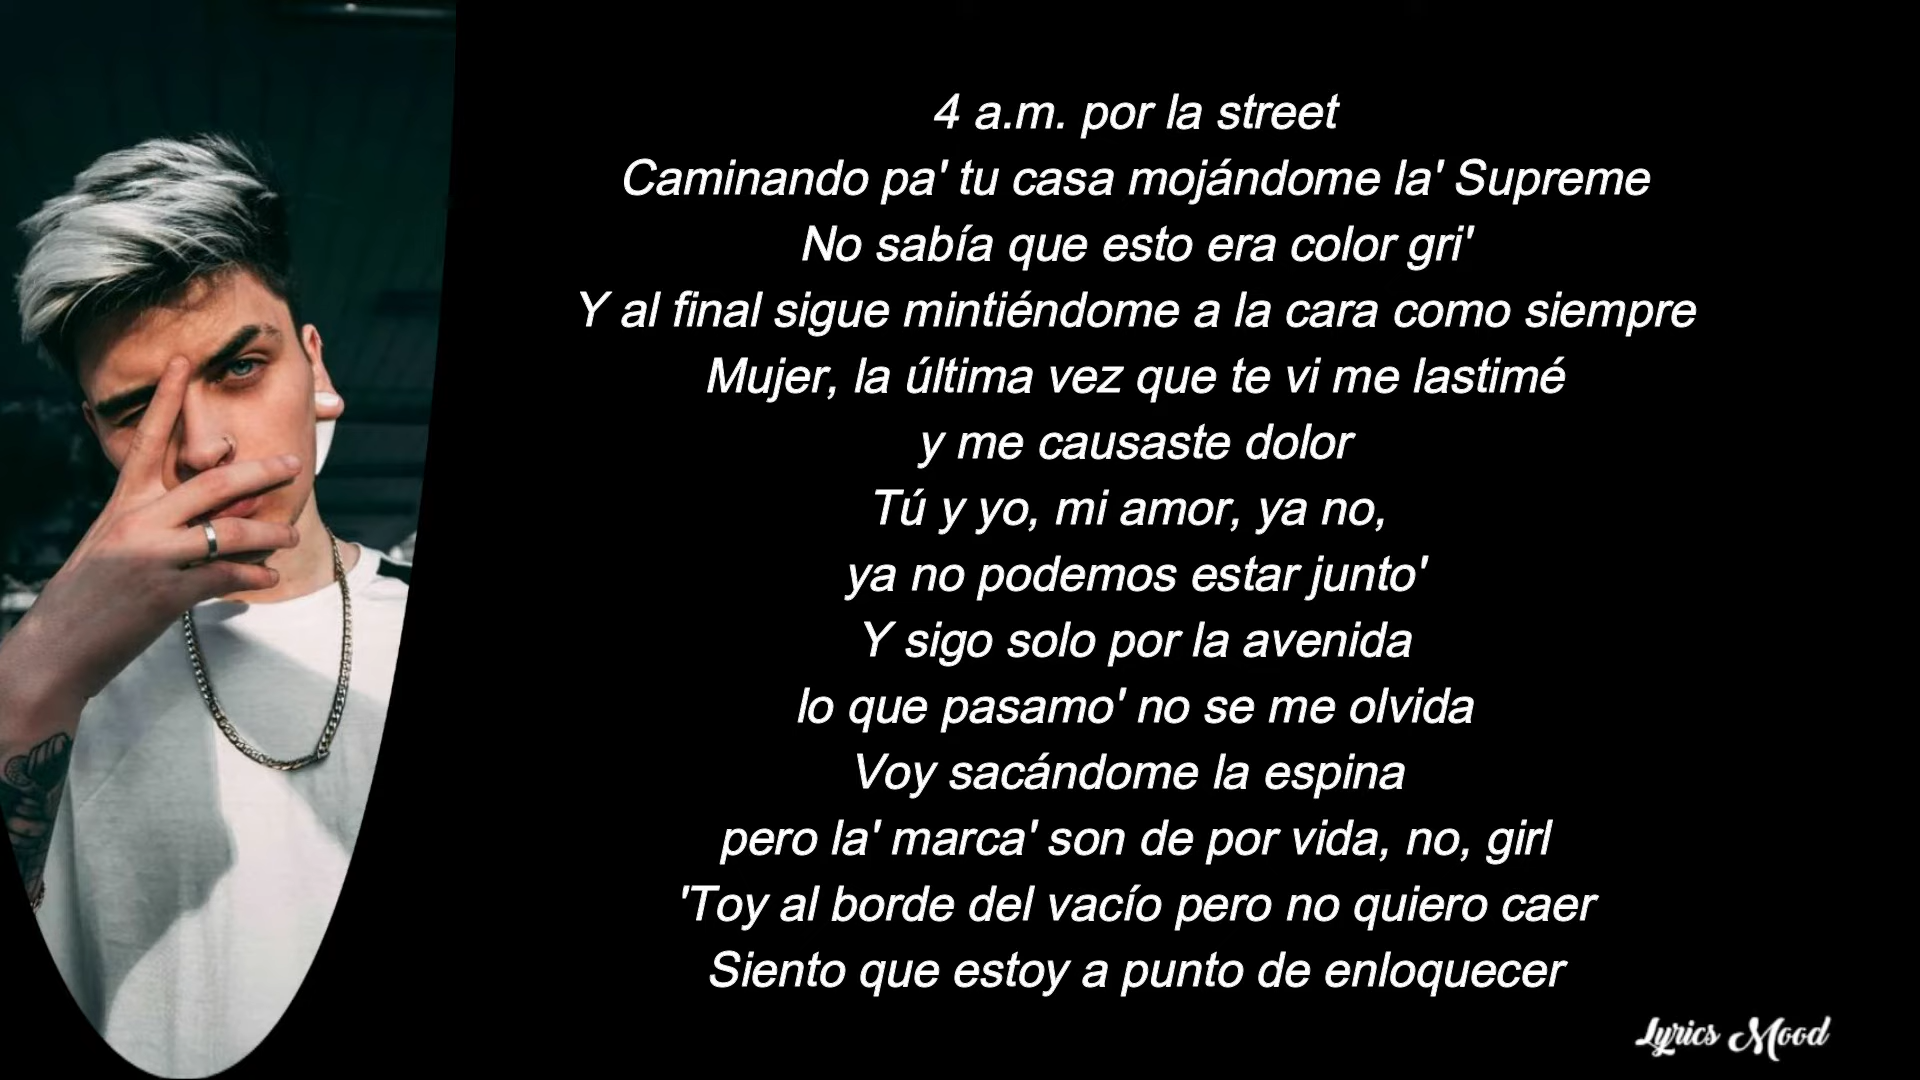 4 a.m. por la street
Caminando pa' tu casa mojándome la' Supreme
No sabía que esto era color gri'
Y al final sigue mintiéndome a la cara como siempre
Mujer, la última vez que te vi me lastimé
y me causaste dolor
Tú y yo, mi amor, ya no,
ya no podemos estar junto'
Y sigo solo por la avenida
lo que pasamo' no se me olvida
Voy sacándome la espina
pero la' marca' son de por vida, no, girl
'Toy al borde del vacío pero no quiero caer
Siento que estoy a punto de enloquecer
Lyrics Mood